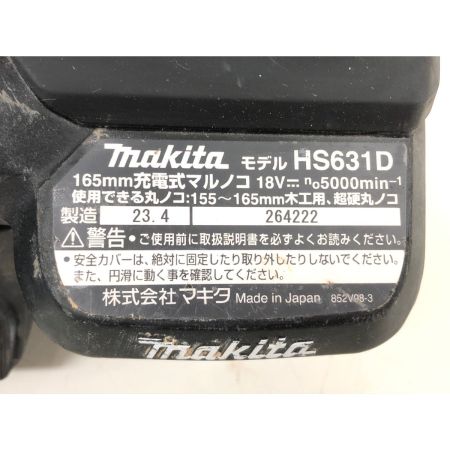 makita モデル HS631D
165mm充電式マルノコ 18V⎓ n₀5000min⁻¹
使用できる丸ノコ:155~165mm木工用、超硬丸ノコ
製造 23.4 264222
⚠警告・ご使用前に取扱説明書を必ずよくお読みください。
・安全カバーは、絶対に固定したり取り外したりしないでください。
また、円滑に動く事を確認してください。
株式会社マキタ Made in Japan 852V98-3
makita